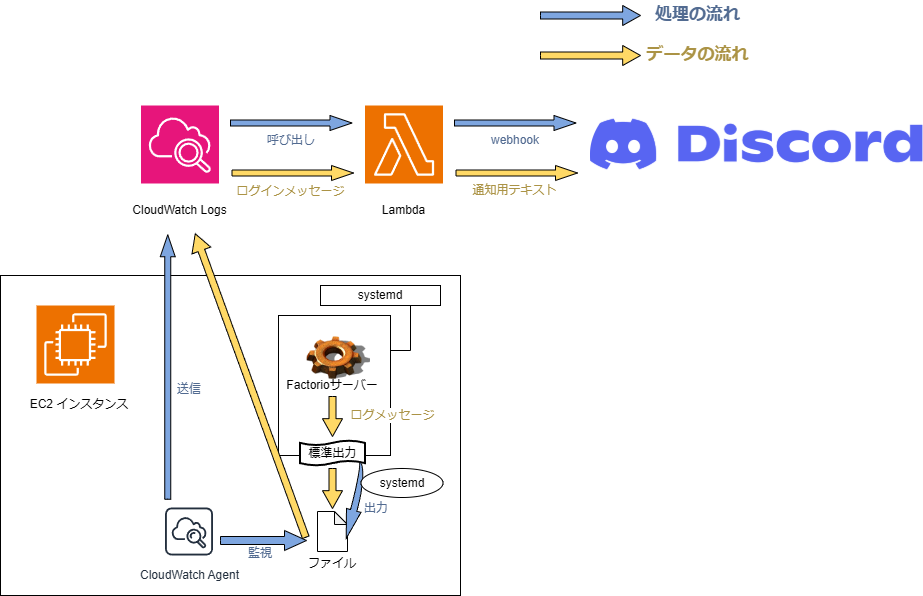 処理の流れ
データの流れ
呼び出し
webhook
Discord
ログインメッセージ
通知用テキスト
CloudWatch Logs
Lambda
systemd
EC2 インスタンス
送信
Factorioサーバー
ログメッセージ
標準出力
systemd
出力
監視
ファイル
CloudWatch Agent